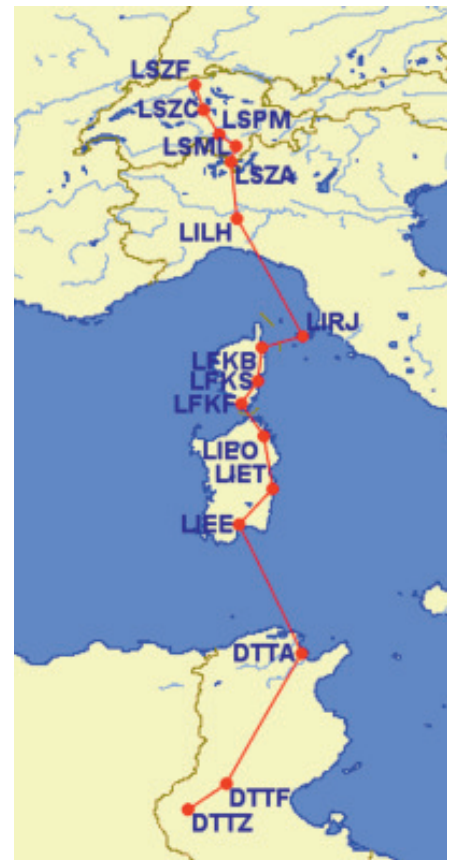 LSZF
LSZC
LSPM
LSML
LSZA
LILH
LIRJ
LFKB
LFKS
LFKF
LIEO
LIET
LIEE
DTTA
DTTF
DTTZ